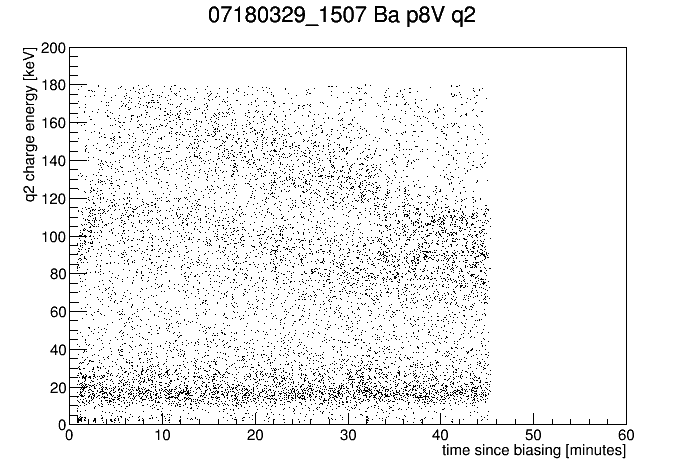 07180329_1507 Ba p8V q2
q2 charge energy [keV]
200
180
160
140
120
100
80
60
40
20
0
0 10 20 30 40 50 60
time since biasing [minutes]